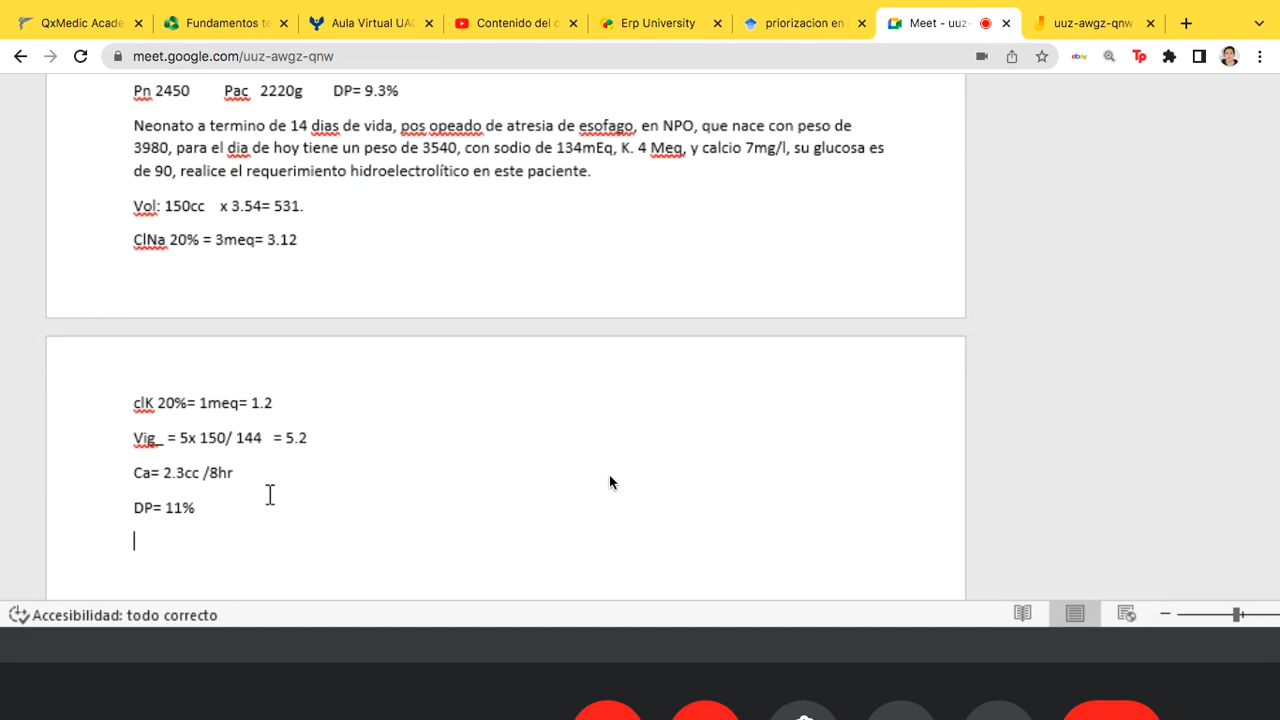 QxMedic Acade
Fundamentos te
Aula Virtual UAC
Contenido del c
Erp University
priorizacion en
Meet - uuz-
uuz-awgz-qnw
meet.google.com/uuz-awgz-qnw
ebay
Tp
Pn 2450 Pac 2220g DP= 9.3%
Neonato a termino de 14 dias de vida, pos opeado de atresia de esofago, en NPO, que nace con peso de
3980, para el dia de hoy tiene un peso de 3540, con sodio de 134mEq, K. 4 Meq, y calcio 7mg/l, su glucosa es
de 90, realice el requerimiento hidroelectrolítico en este paciente.
Vol: 150cc x 3.54= 531.
ClNa 20% = 3meq= 3.12
clK 20%= 1meq= 1.2
Vig_ = 5x 150/ 144 = 5.2
Ca= 2.3cc /8hr
DP= 11%
Accesibilidad: todo correcto